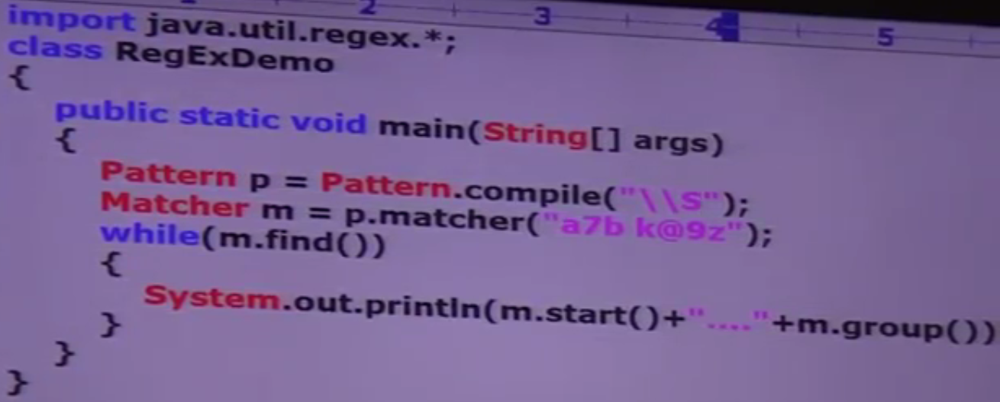 2 3 4 5
import java.util.regex.*;
class RegExDemo
{
public static void main(String[] args)
{
Pattern p = Pattern.compile("\\S");
Matcher m = p.matcher("a7b k@9z");
while(m.find())
{
System.out.println(m.start()+"...."+m.group())
}
}
}